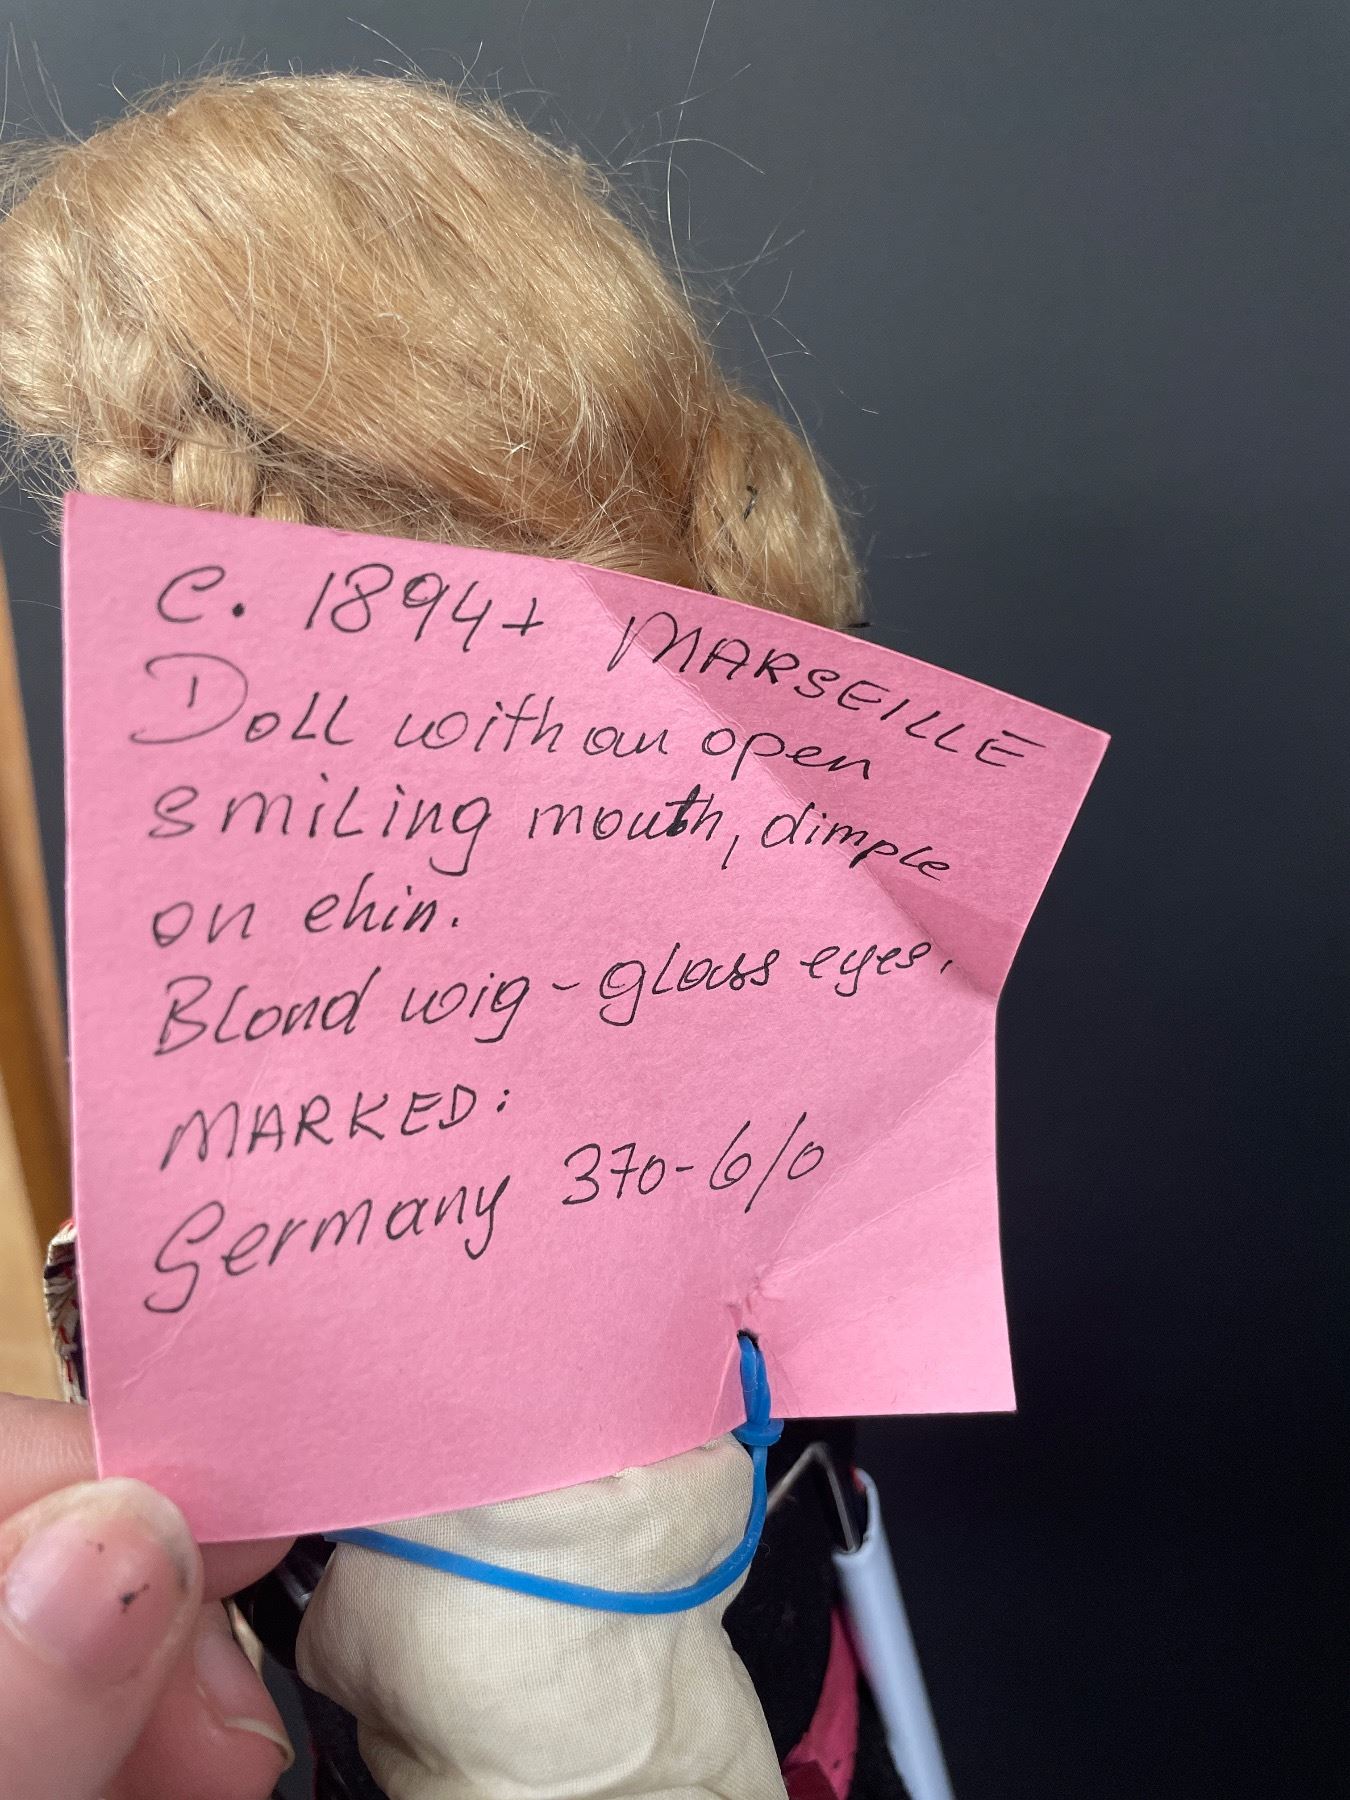 C. 1894+ MARSEILLE
Doll with an open
smiling mouth, dimple
on chin.
Blond wig - glass eyes.
MARKED:
Germany 370-6/0